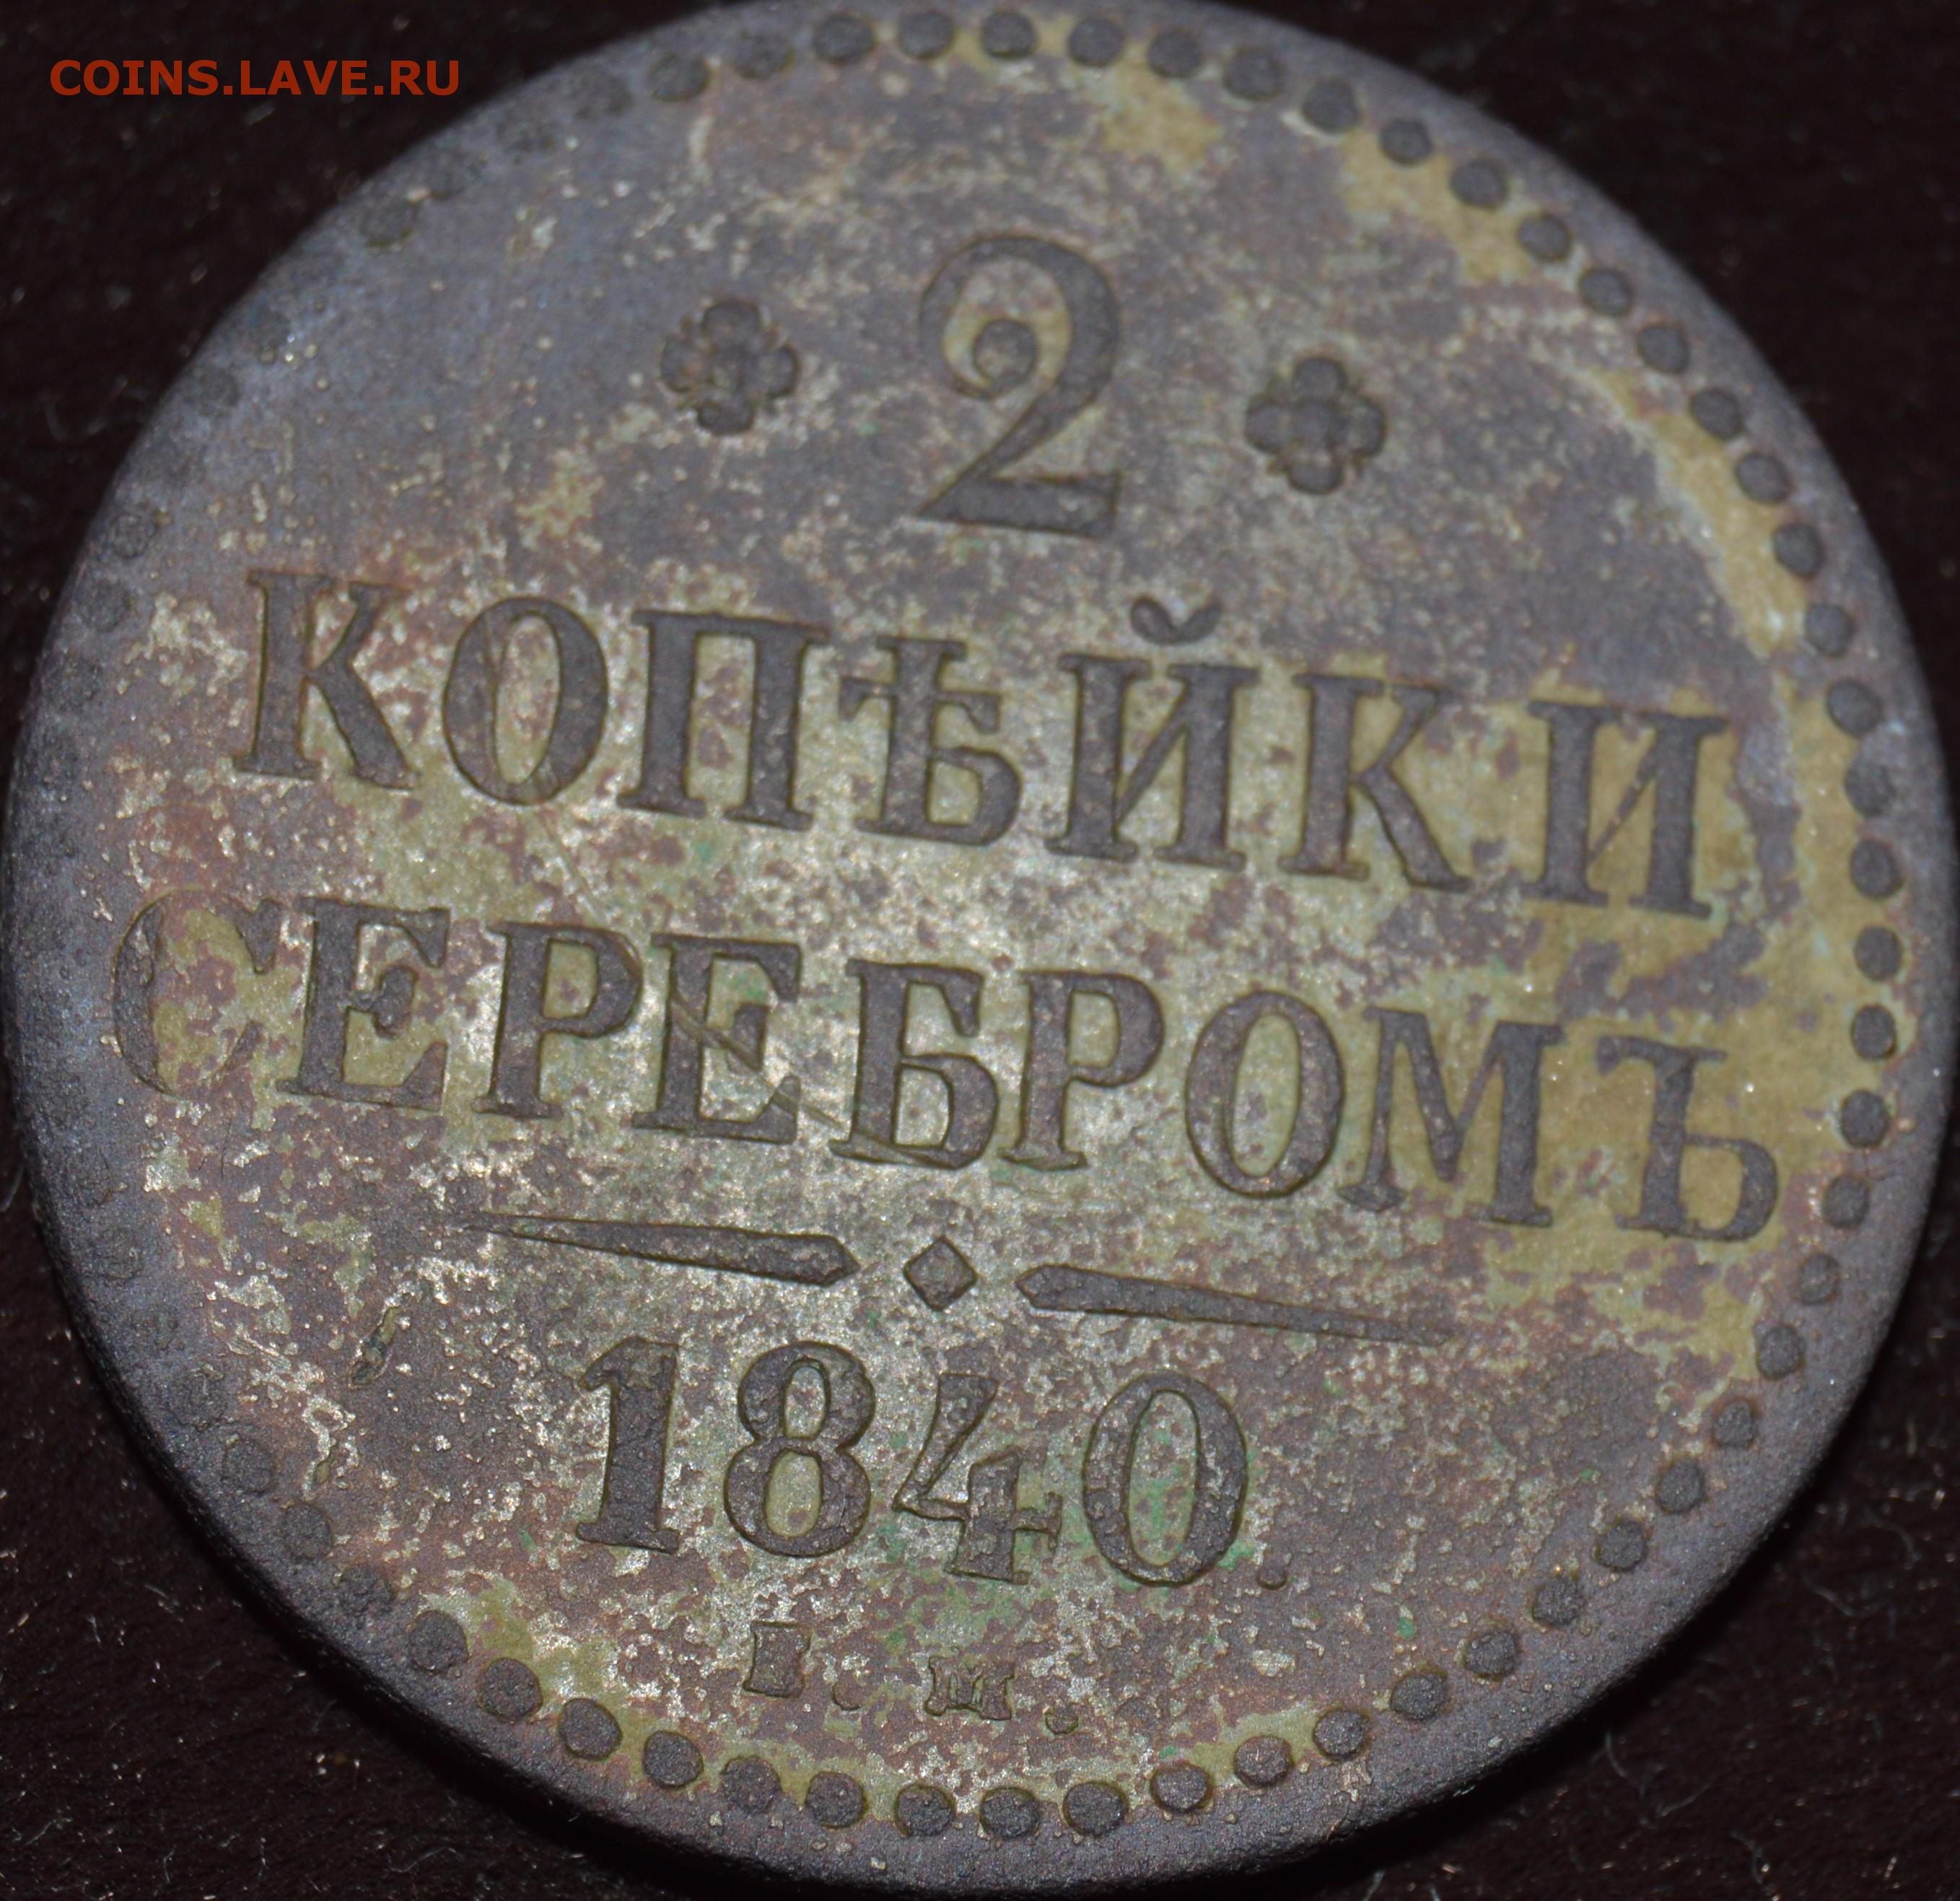 COINS.LAVE.RU
2
КОПѢЙКИ
СЕРЕБРОМЪ
1840.